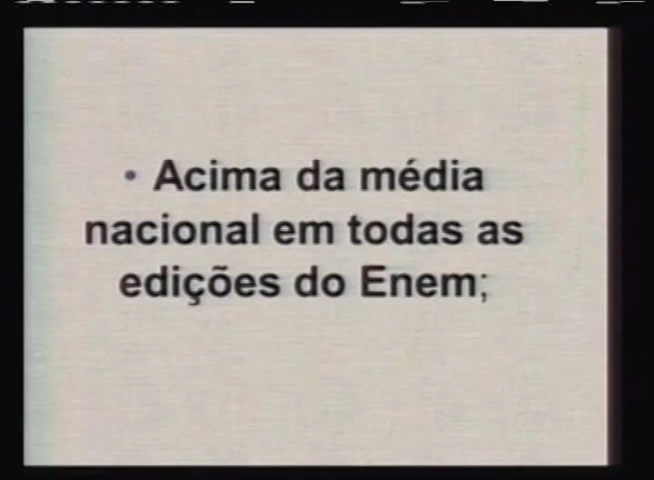 • Acima da média
nacional em todas as
edições do Enem;